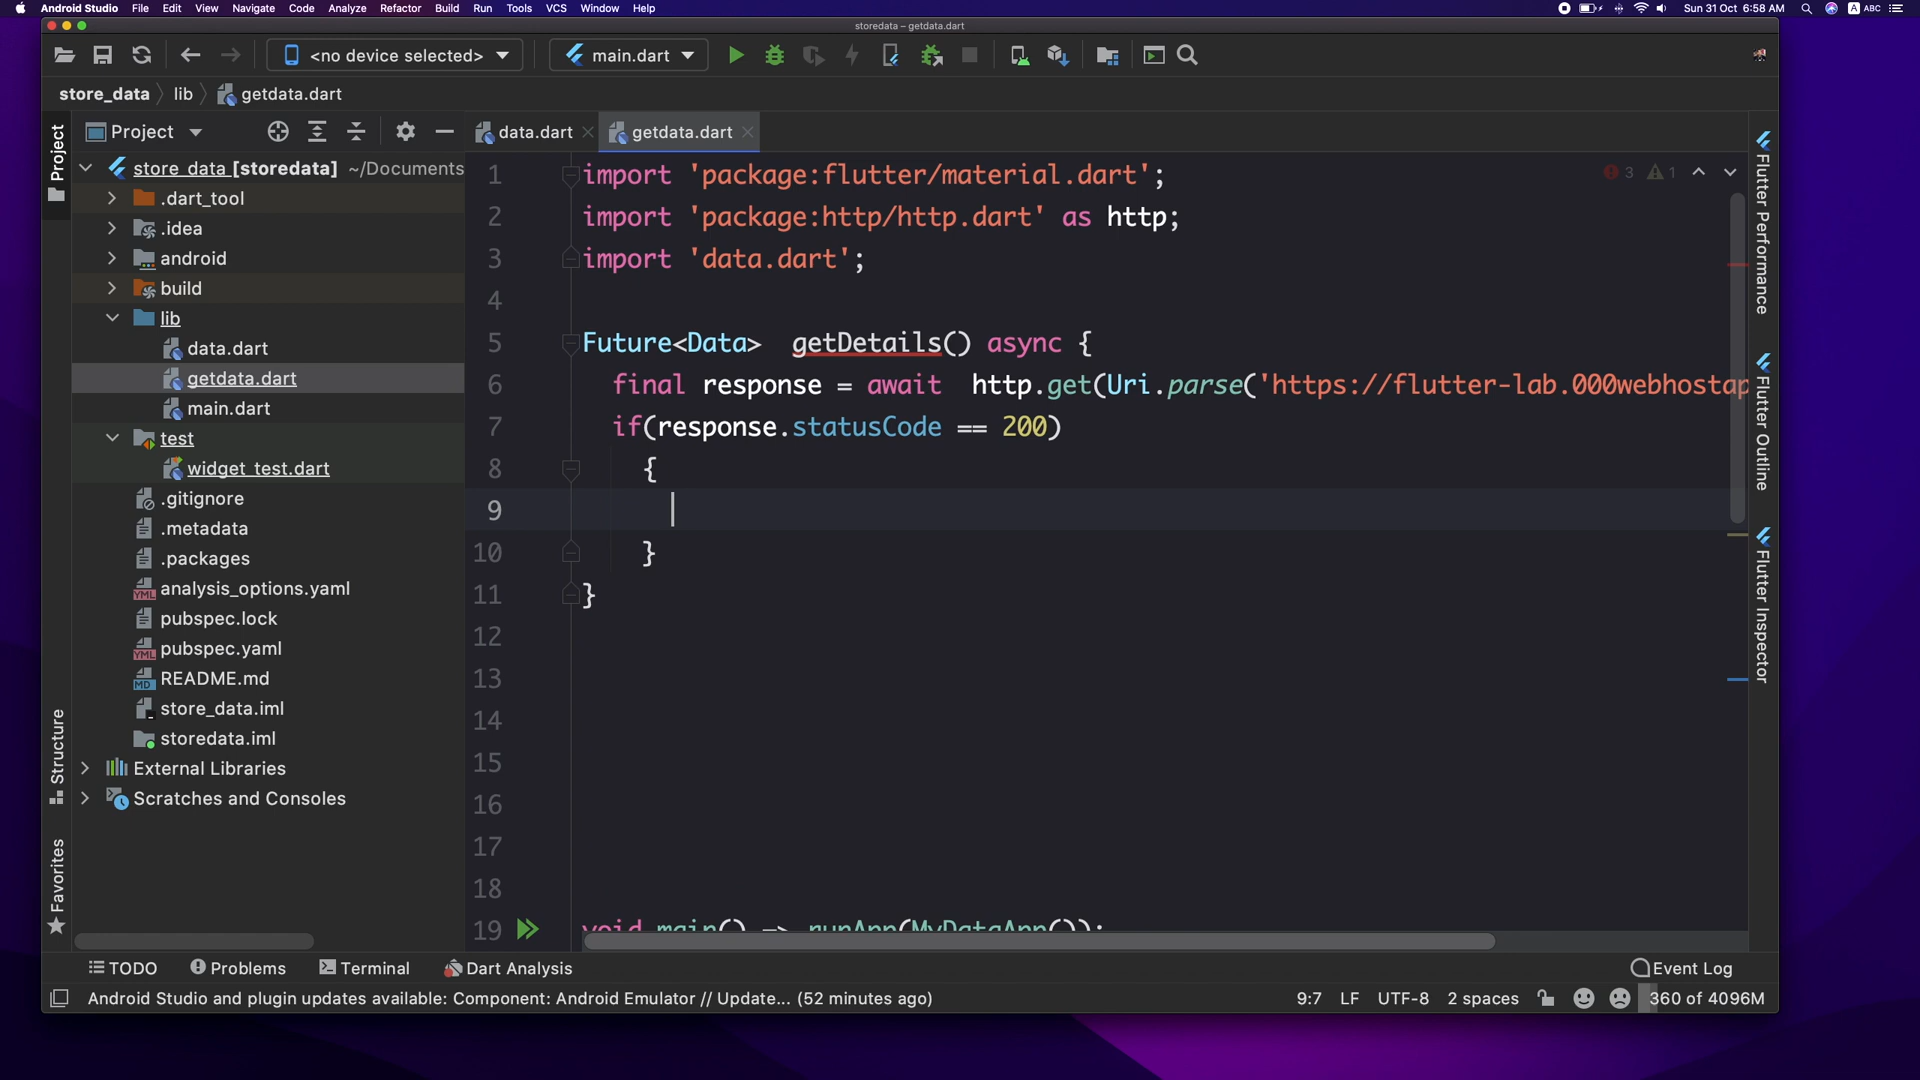 Android Studio File Edit View Navigate Code Analyze Refactor Build Run Tools VCS Window Help
A ABC
Sun 31 Oct 6:58 AM
storedata – getdata.dart
<no device selected>
main.dart
store_data lib getdata.dart
Project
Project
data.dart
getdata.dart
store_data [storedata] ~/Documents
.dart_tool
.idea
android
build
lib
data.dart
getdata.dart
main.dart
test
widget_test.dart
.gitignore
.metadata
.packages
analysis_options.yaml
pubspec.lock
pubspec.yaml
README.md
store_data.iml
storedata.iml
External Libraries
Scratches and Consoles
Structure
Favorites
3 1
1 import 'package:flutter/material.dart';
2 import 'package:http/http.dart' as http;
3 import 'data.dart';
4
5 Future<Data>  getDetails() async {
6 final response = await  http.get(Uri.parse('https://flutter-lab.000webhostap
7 if(response.statusCode == 200)
8 {
9
10 }
11 }
12
13
14
15
16
17
18
19 void main() => runApp(MyDataApp());
Flutter Performance
Flutter Outline
Flutter Inspector
TODO Problems Terminal Dart Analysis Event Log
Android Studio and plugin updates available: Component: Android Emulator // Update... (52 minutes ago) 9:7 LF UTF-8 2 spaces 360 of 4096M